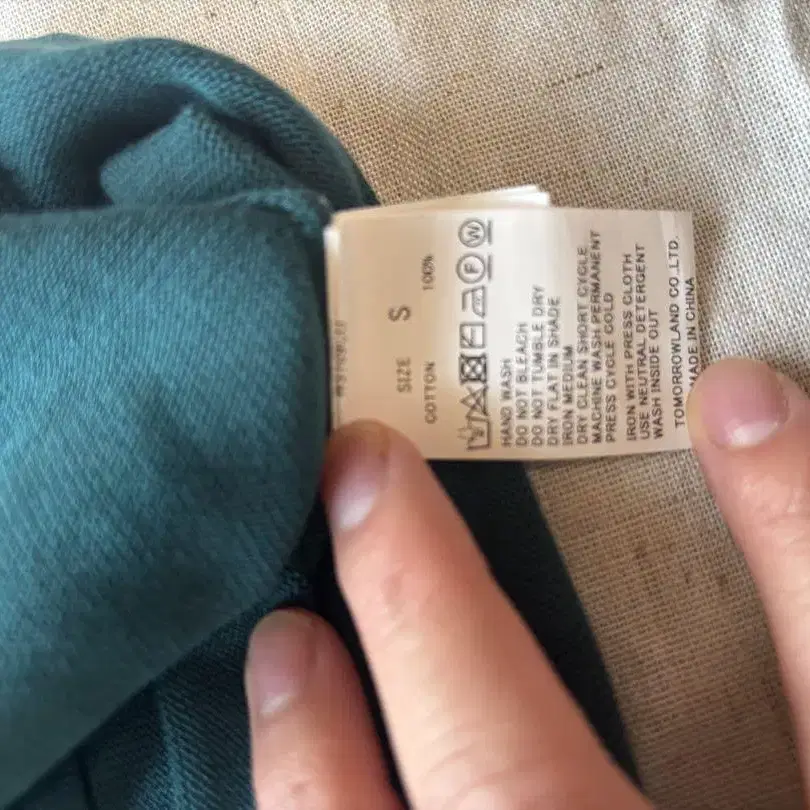 SIZE S
COTTON 100%
F W
HAND WASH
DO NOT BLEACH
DO NOT TUMBLE DRY
DRY FLAT IN SHADE
IRON MEDIUM
DRY CLEAN SHORT CYCLE
MACHINE WASH PERMANENT
PRESS CYCLE COLD
IRON WITH PRESS CLOTH
USE NEUTRAL DETERGENT
WASH INSIDE OUT
TOMORROWLAND CO.,LTD.
MADE IN CHINA